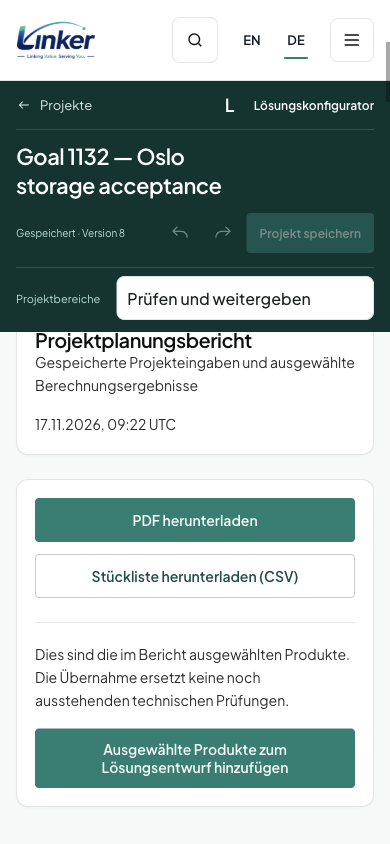 Linker
Linking Value. Serving You.
EN
DE
Projekte
L
Lösungskonfigurator
Goal 1132 — Oslo
storage acceptance
Gespeichert · Version 8
Projekt speichern
Projektbereiche
Prüfen und weitergeben
Projektplanungsbericht
Gespeicherte Projekteingaben und ausgewählte
Berechnungsergebnisse
17.11.2026, 09:22 UTC
PDF herunterladen
Stückliste herunterladen (CSV)
Dies sind die im Bericht ausgewählten Produkte.
Die Übernahme ersetzt keine noch
ausstehenden technischen Prüfungen.
Ausgewählte Produkte zum
Lösungsentwurf hinzufügen